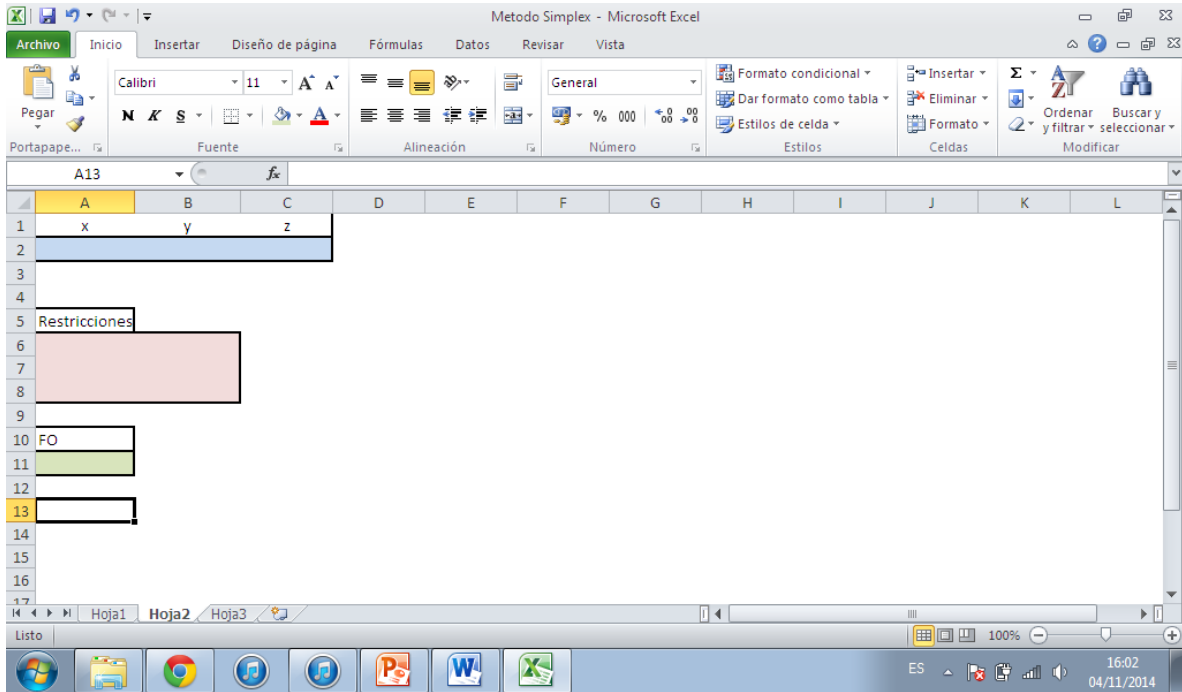 Metodo Simplex - Microsoft Excel
Archivo Inicio Insertar Diseño de página Fórmulas Datos Revisar Vista
Calibri 11 A A General Formato condicional Insertar Σ
Pegar Dar formato como tabla Eliminar
N K S A % 000 Estilos de celda Formato Ordenar y filtrar Buscar y seleccionar
Portapape... Fuente Alineación Número Estilos Celdas Modificar
A13 fx
A B C D E F G H I J K L
1 x y z
2
3
4
5 Restricciones
6
7
8
9
10 FO
11
12
13
14
15
16
17
Hoja1 Hoja2 Hoja3
Listo 100%
ES 16:02
04/11/2014